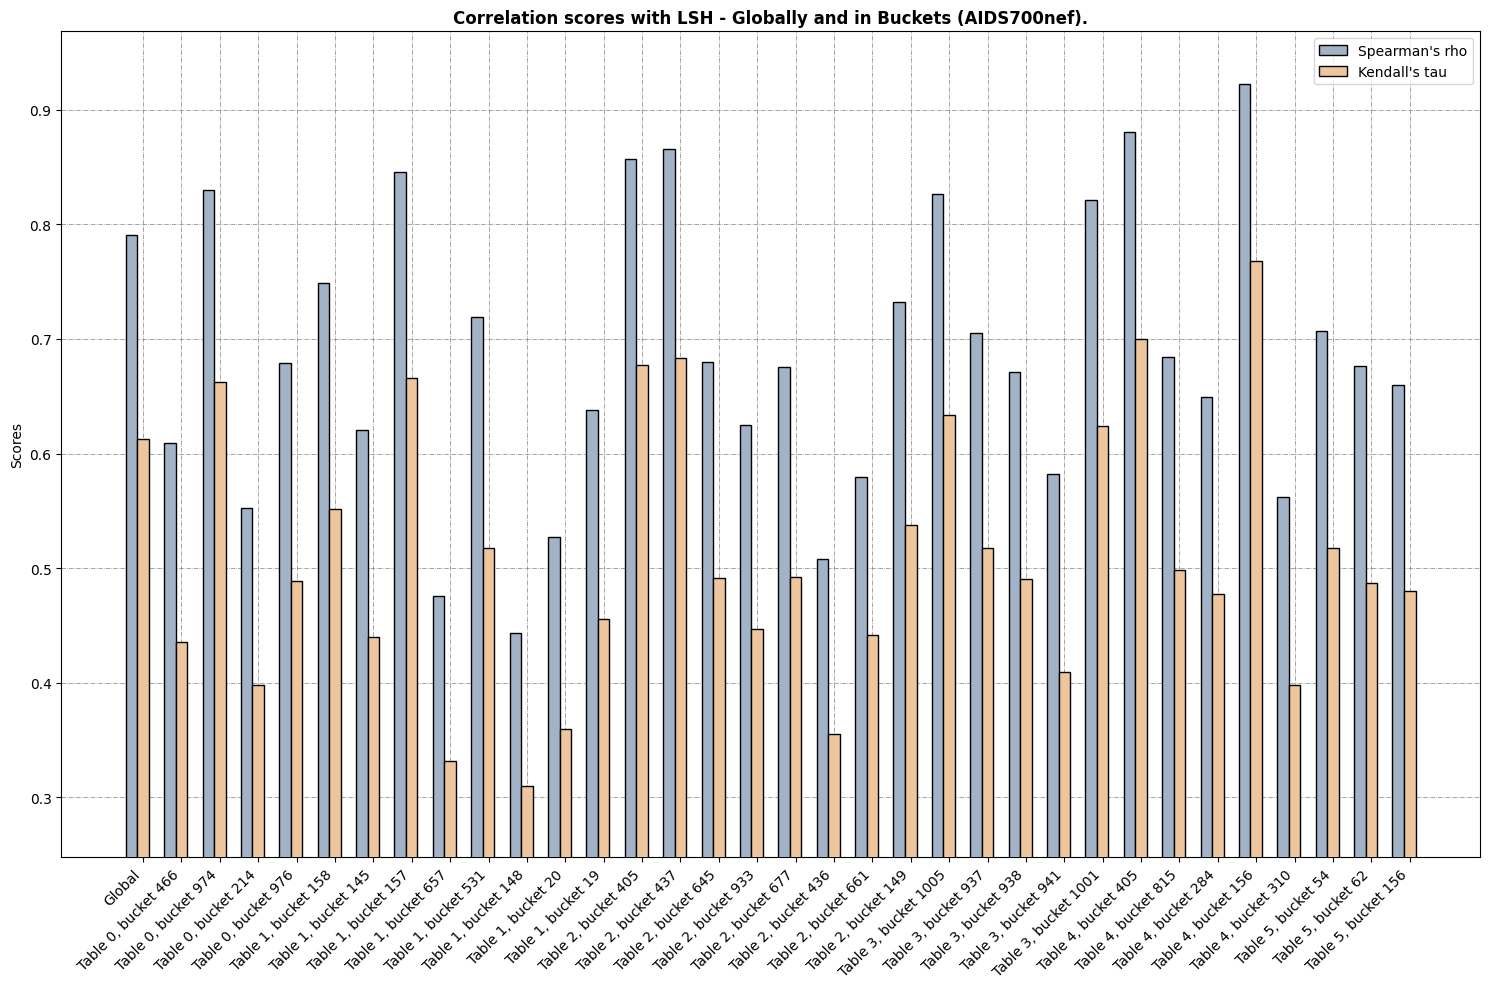 Correlation scores with LSH - Globally and in Buckets (AIDS700nef).
Spearman's rho
Kendall's tau
Scores
0.9
0.8
0.7
0.6
0.5
0.4
0.3
Global
Table 0, bucket 466
Table 0, bucket 974
Table 0, bucket 214
Table 0, bucket 976
Table 1, bucket 158
Table 1, bucket 145
Table 1, bucket 157
Table 1, bucket 657
Table 1, bucket 531
Table 1, bucket 148
Table 1, bucket 20
Table 1, bucket 19
Table 2, bucket 405
Table 2, bucket 437
Table 2, bucket 645
Table 2, bucket 933
Table 2, bucket 677
Table 2, bucket 436
Table 2, bucket 661
Table 2, bucket 149
Table 3, bucket 1005
Table 3, bucket 937
Table 3, bucket 938
Table 3, bucket 941
Table 3, bucket 1001
Table 4, bucket 405
Table 4, bucket 815
Table 4, bucket 284
Table 4, bucket 156
Table 4, bucket 310
Table 5, bucket 54
Table 5, bucket 62
Table 5, bucket 156